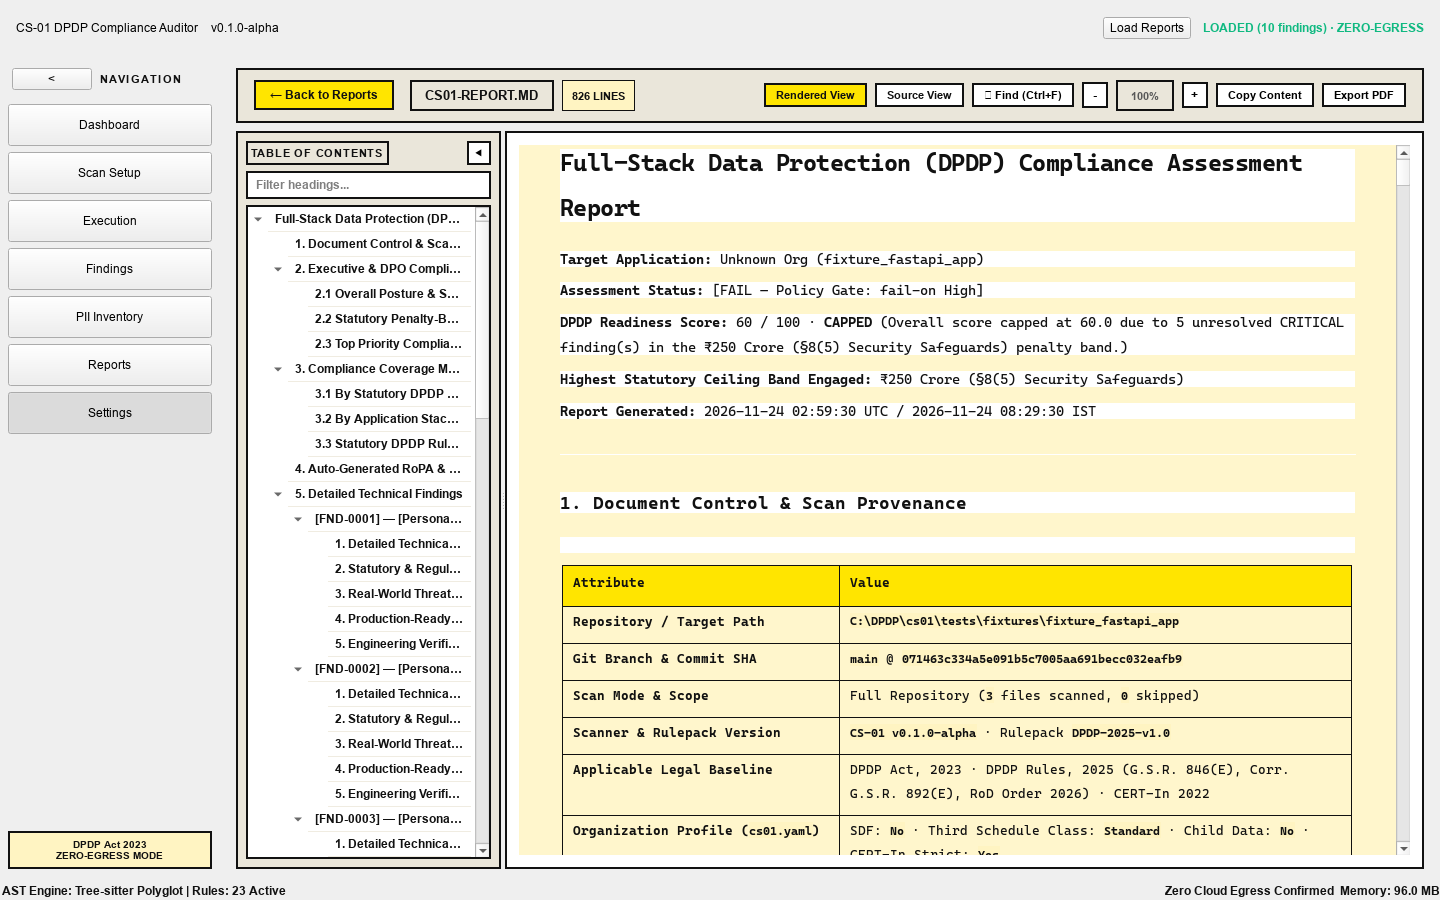 CS-01 DPDP Compliance Auditor v0.1.0-alpha
Load Reports
LOADED (10 findings) · ZERO-EGRESS
<
NAVIGATION
Dashboard
Scan Setup
Execution
Findings
PII Inventory
Reports
Settings
DPDP Act 2023
ZERO-EGRESS MODE
← Back to Reports
CS01-REPORT.MD
826 LINES
Rendered View
Source View
Find (Ctrl+F)
-
100%
+
Copy Content
Export PDF
TABLE OF CONTENTS
Filter headings...
Full-Stack Data Protection (DP...
1. Document Control & Sca...
2. Executive & DPO Compli...
2.1 Overall Posture & S...
2.2 Statutory Penalty-B...
2.3 Top Priority Complia...
3. Compliance Coverage M...
3.1 By Statutory DPDP ...
3.2 By Application Stac...
3.3 Statutory DPDP Rul...
4. Auto-Generated RoPA & ...
5. Detailed Technical Findings
[FND-0001] — [Persona...
1. Detailed Technica...
2. Statutory & Regul...
3. Real-World Threat...
4. Production-Ready...
5. Engineering Verifi...
[FND-0002] — [Persona...
1. Detailed Technica...
2. Statutory & Regul...
3. Real-World Threat...
4. Production-Ready...
5. Engineering Verifi...
[FND-0003] — [Persona...
1. Detailed Technica...
Full-Stack Data Protection (DPDP) Compliance Assessment
Report
Target Application: Unknown Org (fixture_fastapi_app)
Assessment Status: [FAIL — Policy Gate: fail-on High]
DPDP Readiness Score: 60 / 100 · CAPPED (Overall score capped at 60.0 due to 5 unresolved CRITICAL
finding(s) in the ₹250 Crore (§8(5) Security Safeguards) penalty band.)
Highest Statutory Ceiling Band Engaged: ₹250 Crore (§8(5) Security Safeguards)
Report Generated: 2026-11-24 02:59:30 UTC / 2026-11-24 08:29:30 IST
1. Document Control & Scan Provenance
Attribute Value
Repository / Target Path C:\DPDP\cs01\tests\fixtures\fixture_fastapi_app
Git Branch & Commit SHA main @ 071463c334a5e091b5c7005aa691becc032eafb9
Scan Mode & Scope Full Repository (3 files scanned, 0 skipped)
Scanner & Rulepack Version CS-01 v0.1.0-alpha · Rulepack DPDP-2025-v1.0
Applicable Legal Baseline DPDP Act, 2023 · DPDP Rules, 2025 (G.S.R. 846(E), Corr.
G.S.R. 892(E), RoD Order 2026) · CERT-In 2022
Organization Profile (cs01.yaml) SDF: No · Third Schedule Class: Standard · Child Data: No ·
CERT-In Strict: Yes
AST Engine: Tree-sitter Polyglot | Rules: 23 Active
Zero Cloud Egress Confirmed Memory: 96.0 MB